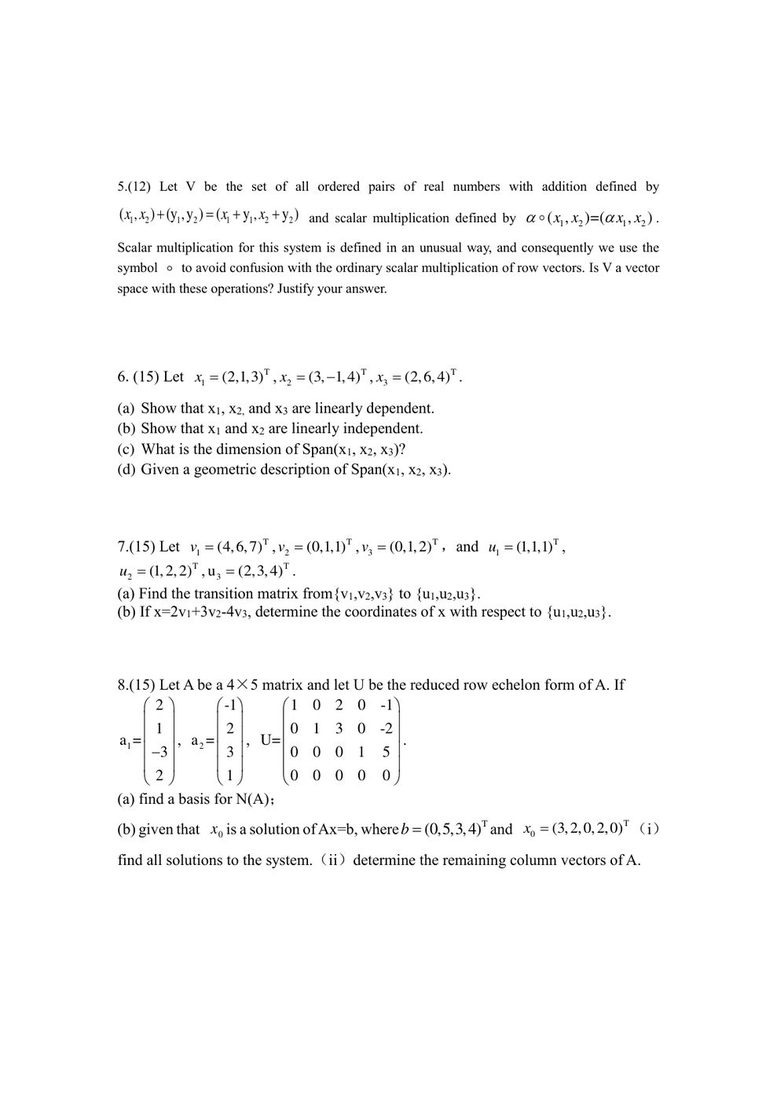 5.(12) Let V be the set of all ordered pairs of real numbers with addition defined by
(x₁,x₂)+(y₁,y₂)=(x₁+y₁,x₂+y₂) and scalar multiplication defined by α∘(x₁,x₂)=(αx₁,x₂).
Scalar multiplication for this system is defined in an unusual way, and consequently we use the
symbol ∘ to avoid confusion with the ordinary scalar multiplication of row vectors. Is V a vector
space with these operations? Justify your answer.
6. (15) Let x₁ = (2,1,3)ᵀ, x₂ = (3,−1,4)ᵀ, x₃ = (2,6,4)ᵀ.
(a) Show that x₁, x₂, and x₃ are linearly dependent.
(b) Show that x₁ and x₂ are linearly independent.
(c) What is the dimension of Span(x₁, x₂, x₃)?
(d) Given a geometric description of Span(x₁, x₂, x₃).
7.(15) Let v₁ = (4,6,7)ᵀ, v₂ = (0,1,1)ᵀ, v₃ = (0,1,2)ᵀ，and u₁ = (1,1,1)ᵀ,
u₂ = (1,2,2)ᵀ, u₃ = (2,3,4)ᵀ.
(a) Find the transition matrix from{v₁,v₂,v₃} to {u₁,u₂,u₃}.
(b) If x=2v₁+3v₂-4v₃, determine the coordinates of x with respect to {u₁,u₂,u₃}.
8.(15) Let A be a 4×5 matrix and let U be the reduced row echelon form of A. If
2 -1 1 0 2 0 -1
1 2 0 1 3 0 -2
a₁= , a₂= , U= .
−3 3 0 0 0 1 5
2 1 0 0 0 0 0
(a) find a basis for N(A)；
(b) given that x₀ is a solution of Ax=b, where b = (0,5,3,4)ᵀ and x₀ = (3,2,0,2,0)ᵀ （i）
find all solutions to the system.（ii）determine the remaining column vectors of A.